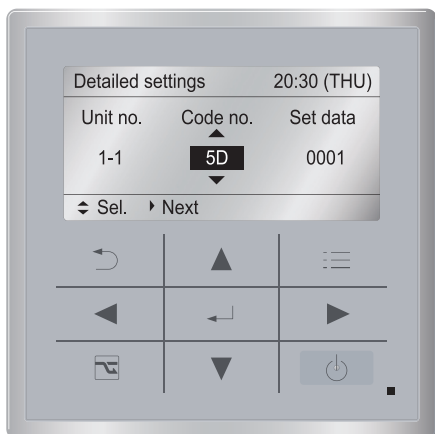 Detailed settings 20:30 (THU)
Unit no. Code no. Set data
1-1 5D 0001
Sel. Next